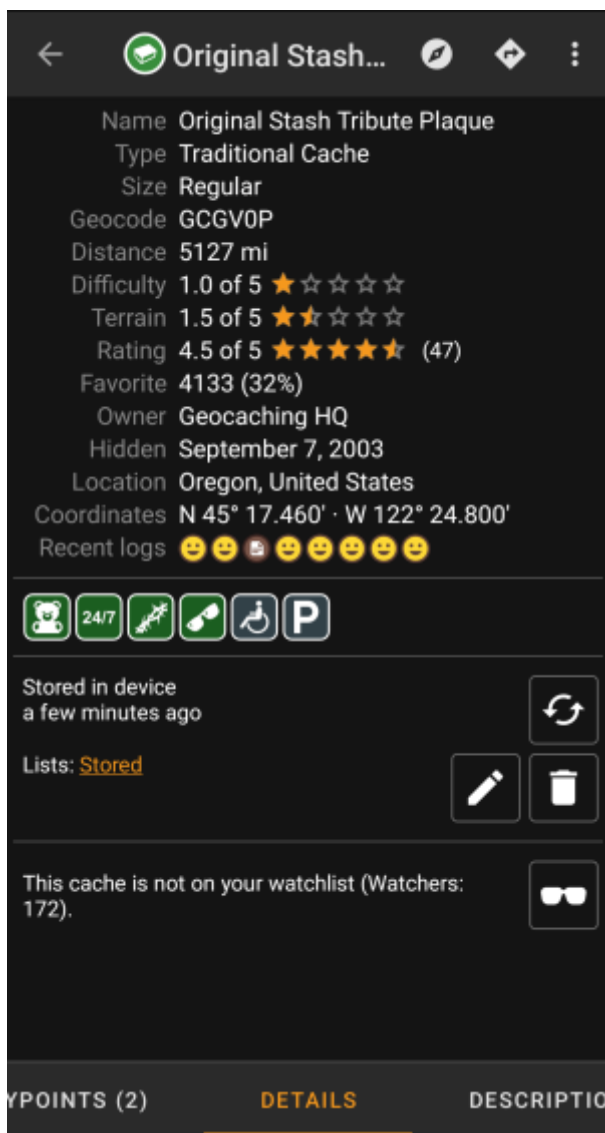 Original Stash...
Name Original Stash Tribute Plaque
Type Traditional Cache
Size Regular
Geocode GCGV0P
Distance 5127 mi
Difficulty 1.0 of 5
Terrain 1.5 of 5
Rating 4.5 of 5 (47)
Favorite 4133 (32%)
Owner Geocaching HQ
Hidden September 7, 2003
Location Oregon, United States
Coordinates N 45° 17.460' · W 122° 24.800'
Recent logs
24/7 P
Stored in device
a few minutes ago
Lists: Stored
This cache is not on your watchlist (Watchers:
172).
YPOINTS (2) DETAILS DESCRIPTIO